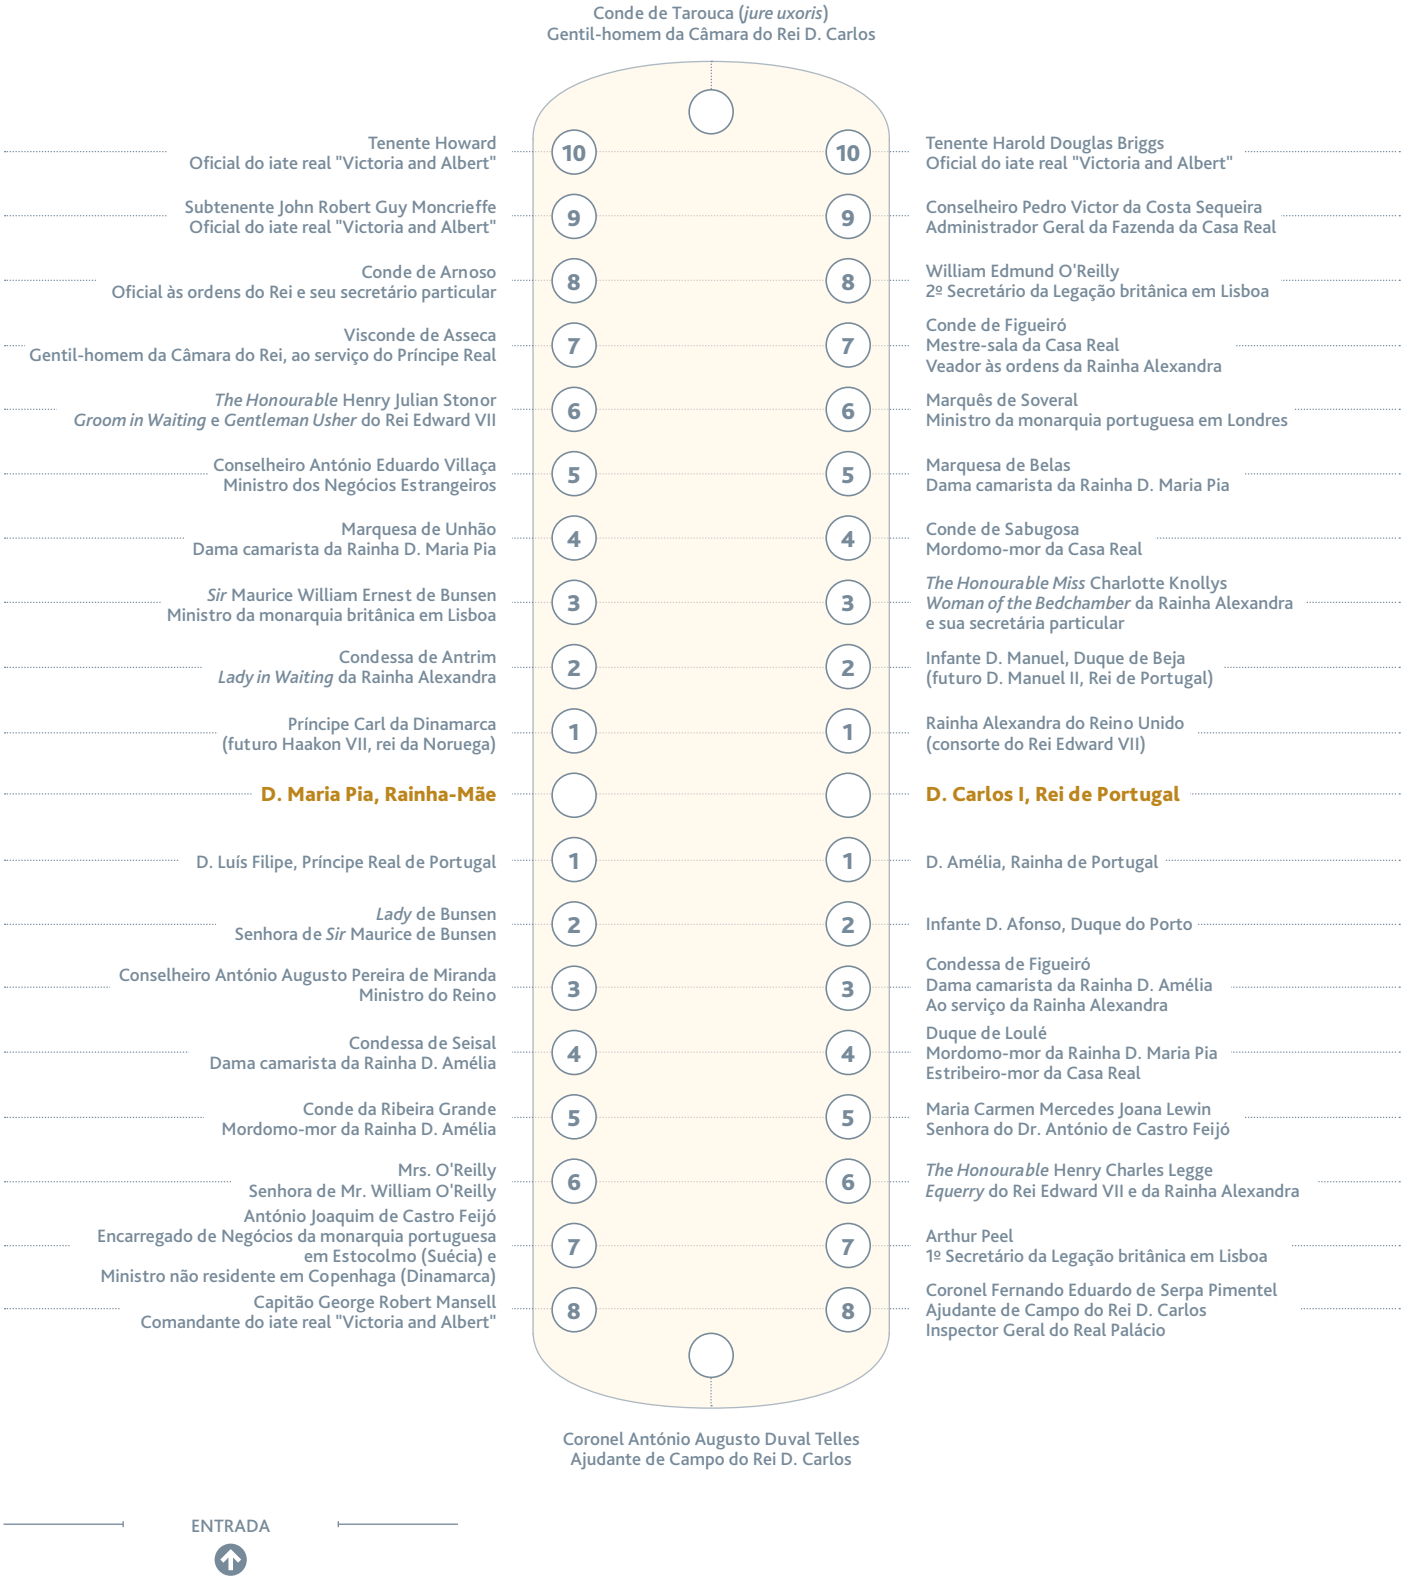 Conde de Tarouca (jure uxoris)
Gentil-homem da Câmara do Rei D. Carlos
Tenente Howard
Oficial do iate real "Victoria and Albert"
10
10
Tenente Harold Douglas Briggs
Oficial do iate real "Victoria and Albert"
Subtenente John Robert Guy Moncrieffe
Oficial do iate real "Victoria and Albert"
9
9
Conselheiro Pedro Victor da Costa Sequeira
Administrador Geral da Fazenda da Casa Real
Conde de Arnoso
Oficial às ordens do Rei e seu secretário particular
8
8
William Edmund O'Reilly
2º Secretário da Legação britânica em Lisboa
Visconde de Asseca
Gentil-homem da Câmara do Rei, ao serviço do Príncipe Real
7
7
Conde de Figueiró
Mestre-sala da Casa Real
Veador às ordens da Rainha Alexandra
The Honourable Henry Julian Stonor
Groom in Waiting e Gentleman Usher do Rei Edward VII
6
6
Marquês de Soveral
Ministro da monarquia portuguesa em Londres
Conselheiro António Eduardo Villaça
Ministro dos Negócios Estrangeiros
5
5
Marquesa de Belas
Dama camarista da Rainha D. Maria Pia
Marquesa de Unhão
Dama camarista da Rainha D. Maria Pia
4
4
Conde de Sabugosa
Mordomo-mor da Casa Real
Sir Maurice William Ernest de Bunsen
Ministro da monarquia britânica em Lisboa
3
3
The Honourable Miss Charlotte Knollys
Woman of the Bedchamber da Rainha Alexandra
e sua secretária particular
Condessa de Antrim
Lady in Waiting da Rainha Alexandra
2
2
Infante D. Manuel, Duque de Beja
(futuro D. Manuel II, Rei de Portugal)
Príncipe Carl da Dinamarca
(futuro Haakon VII, rei da Noruega)
1
1
Rainha Alexandra do Reino Unido
(consorte do Rei Edward VII)
D. Maria Pia, Rainha-Mãe
D. Carlos I, Rei de Portugal
D. Luís Filipe, Príncipe Real de Portugal
1
1
D. Amélia, Rainha de Portugal
Lady de Bunsen
Senhora de Sir Maurice de Bunsen
2
2
Infante D. Afonso, Duque do Porto
Conselheiro António Augusto Pereira de Miranda
Ministro do Reino
3
3
Condessa de Figueiró
Dama camarista da Rainha D. Amélia
Ao serviço da Rainha Alexandra
Condessa de Seisal
Dama camarista da Rainha D. Amélia
4
4
Duque de Loulé
Mordomo-mor da Rainha D. Maria Pia
Estribeiro-mor da Casa Real
Conde da Ribeira Grande
Mordomo-mor da Rainha D. Amélia
5
5
Maria Carmen Mercedes Joana Lewin
Senhora do Dr. António de Castro Feijó
Mrs. O'Reilly
Senhora de Mr. William O'Reilly
6
6
The Honourable Henry Charles Legge
Equerry do Rei Edward VII e da Rainha Alexandra
António Joaquim de Castro Feijó
Encarregado de Negócios da monarquia portuguesa
em Estocolmo (Suécia) e
Ministro não residente em Copenhaga (Dinamarca)
7
7
Arthur Peel
1º Secretário da Legação britânica em Lisboa
Capitão George Robert Mansell
Comandante do iate real "Victoria and Albert"
8
8
Coronel Fernando Eduardo de Serpa Pimentel
Ajudante de Campo do Rei D. Carlos
Inspector Geral do Real Palácio
Coronel António Augusto Duval Telles
Ajudante de Campo do Rei D. Carlos
ENTRADA